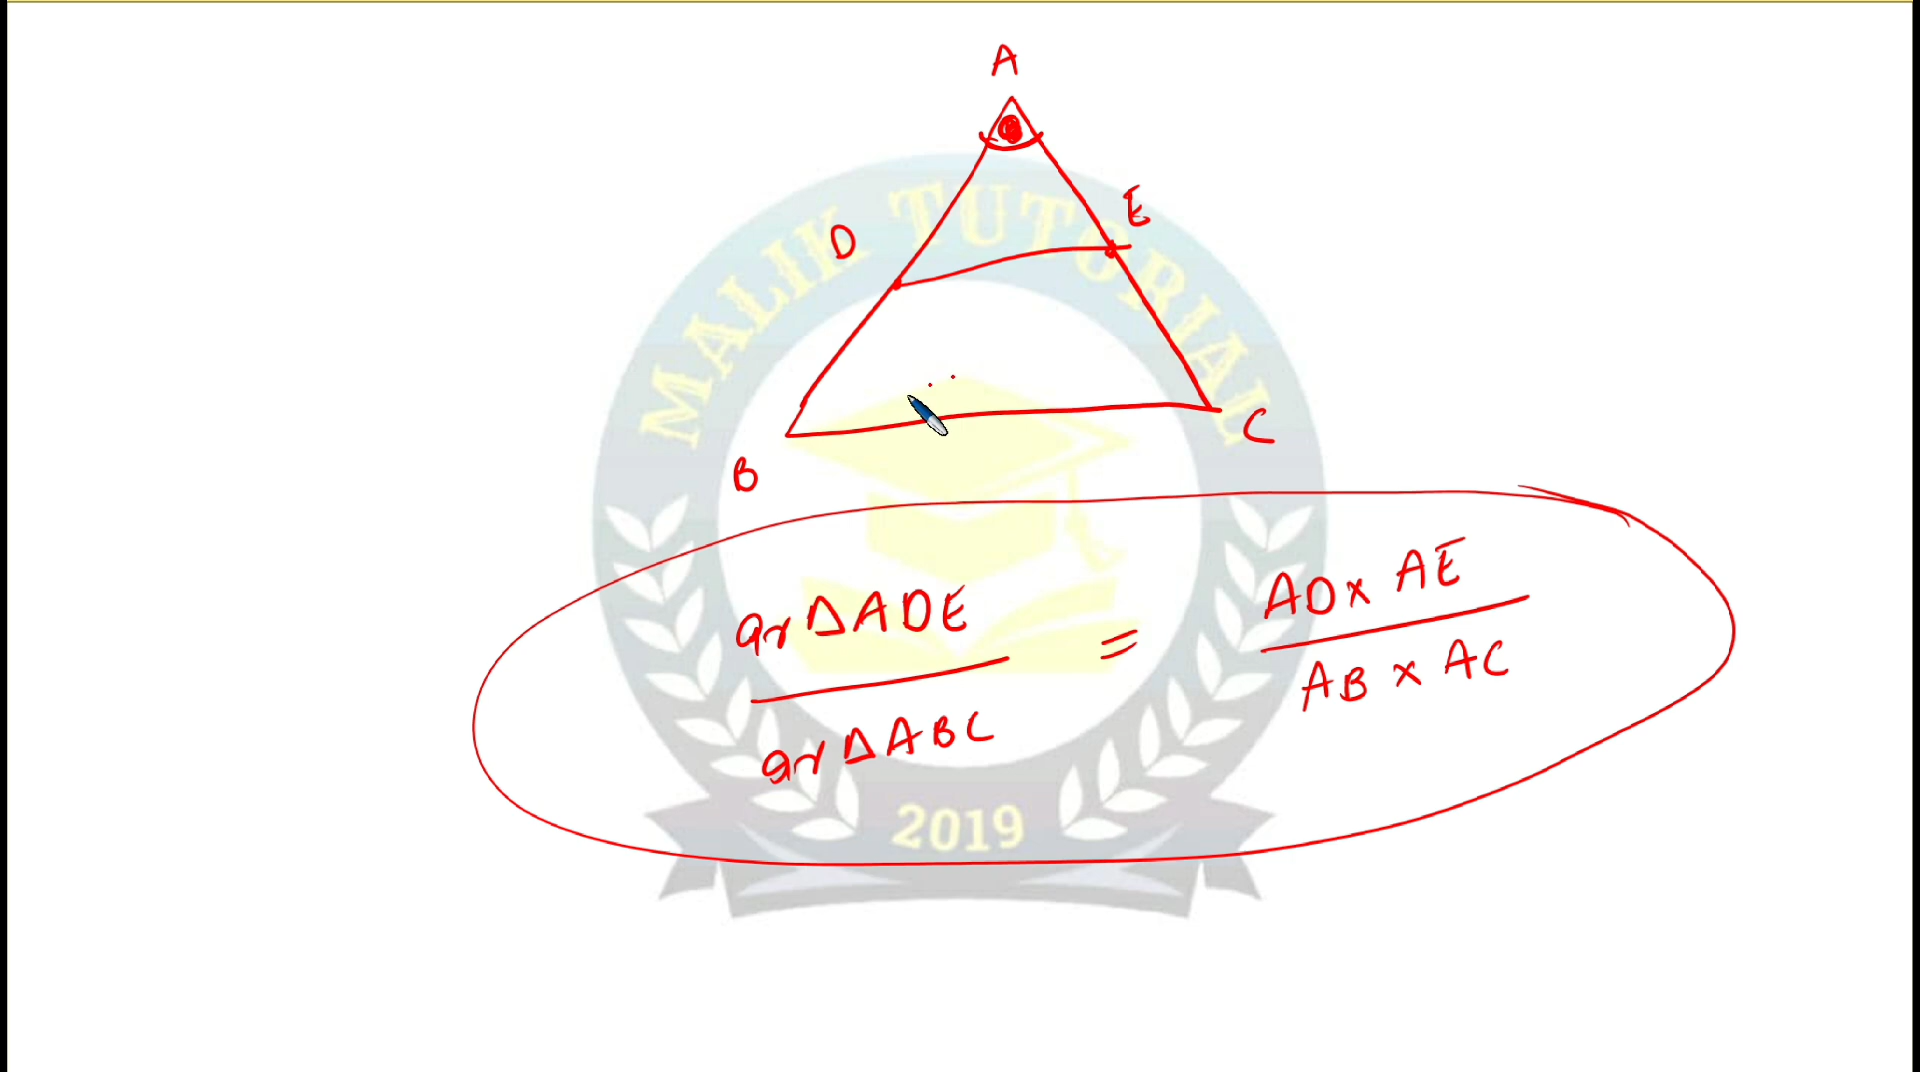 A
E
D
C
B
ar△ADE = AD × AE
ar△ABC AB × AC
MALIK TUTORIAL
2019